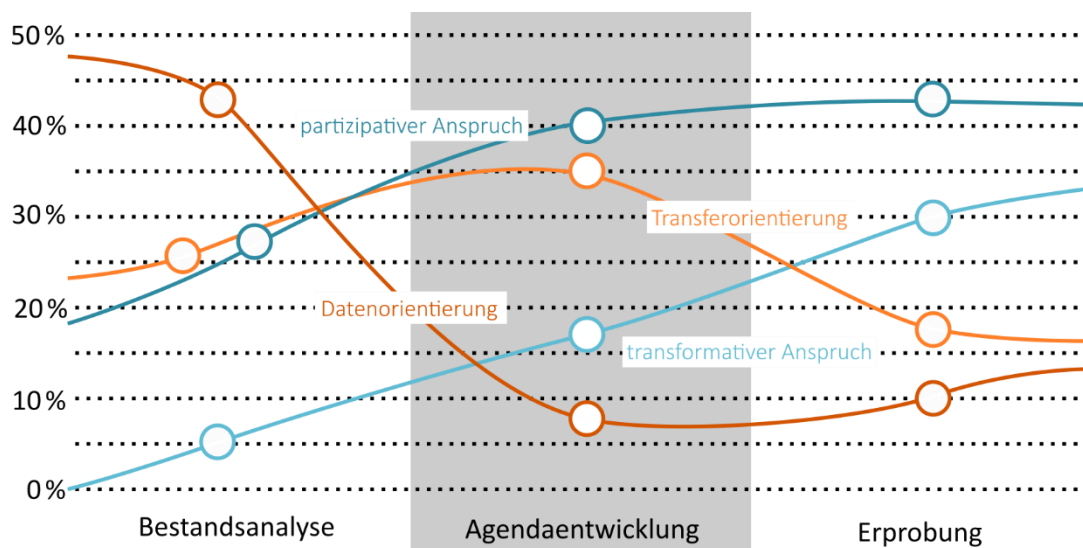 50 %
40 %
30 %
20 %
10 %
0 %
partizipativer Anspruch
Transferorientierung
Datenorientierung
transformativer Anspruch
Bestandsanalyse
Agendaentwicklung
Erprobung